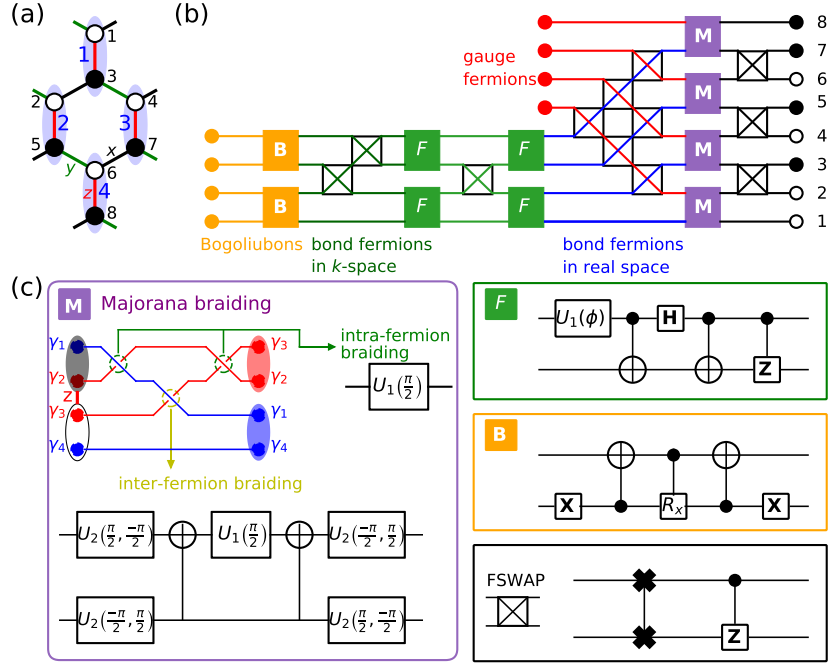 (a)
1
1
3
2
4
2
3
5
x
7
y
6
z
4
8
(b)
gauge
fermions
M
8
7
M
6
5
B
F
F
M
4
3
B
F
F
M
2
1
Bogoliubons
bond fermions
in k-space
bond fermions
in real space
(c)
M
Majorana braiding
γ1
γ2
z
γ3
γ4
γ3
γ2
γ1
γ4
intra-fermion
braiding
U1(π/2)
inter-fermion braiding
U2(π/2, -π/2)
U1(π/2)
U2(-π/2, π/2)
U2(-π/2, π/2)
U2(π/2, -π/2)
F
U1(ϕ)
H
Z
B
X
Rx
X
FSWAP
Z